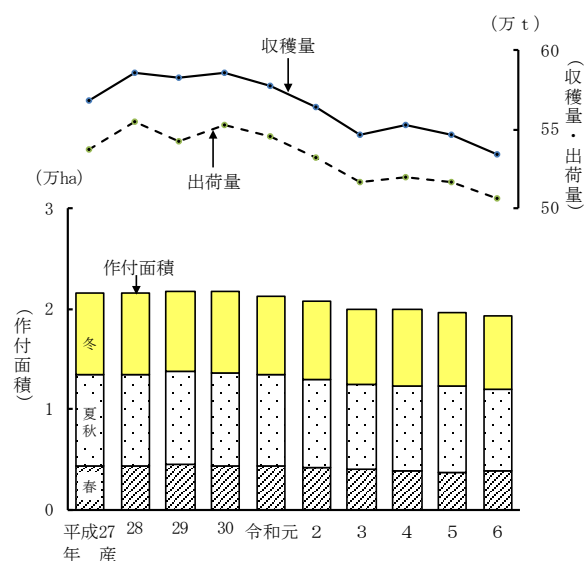 (万 t)
60
収穫量
(収穫量・出荷量)
55
出荷量
50
(万ha)
3
作付面積
2
(作付面積)
冬
1
夏秋
春
0
平成27 28 29 30 令和元 2 3 4 5 6
年 産